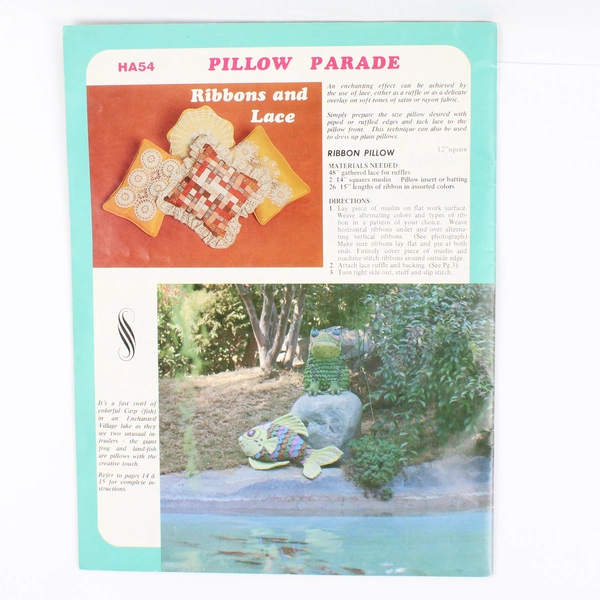 HA54
PILLOW PARADE
Ribbons and
Lace
An enchanting effect can be achieved by
the use of lace, either as a ruffle or as a delicate
overlay on soft tones of satin or rayon fabric.
Simply prepare the size pillow desired with
piped or ruffled edges and tack lace to the
pillow front. This technique can also be used
to dress up plain pillows.
RIBBON PILLOW 12" square
MATERIALS NEEDED
48" gathered lace for ruffles
2 14" squares muslin Pillow insert or batting
26 15" lengths of ribbon in assorted colors
DIRECTIONS
1. Lay piece of muslin on flat work surface.
Weave alternating colors and types of rib-
bon in a pattern of your choice. Weave
horizontal ribbons under and over alterna-
ting vertical ribbons. (See photograph)
Make sure ribbons lay flat and pin at both
ends. Entirely cover piece of muslin and
machine stitch ribbons around outside edge.
2. Attach lace ruffle and backing. (See Pg.3)
3. Turn right side out, stuff and slip stitch.
It's a fast swirl of
colorful Carp (fish)
in an Enchanted
Village lake as they
see two unusual in-
truders - the giant
frog and land-fish
are pillows with the
creative touch.
Refer to pages 14 &
15 for complete in-
structions.